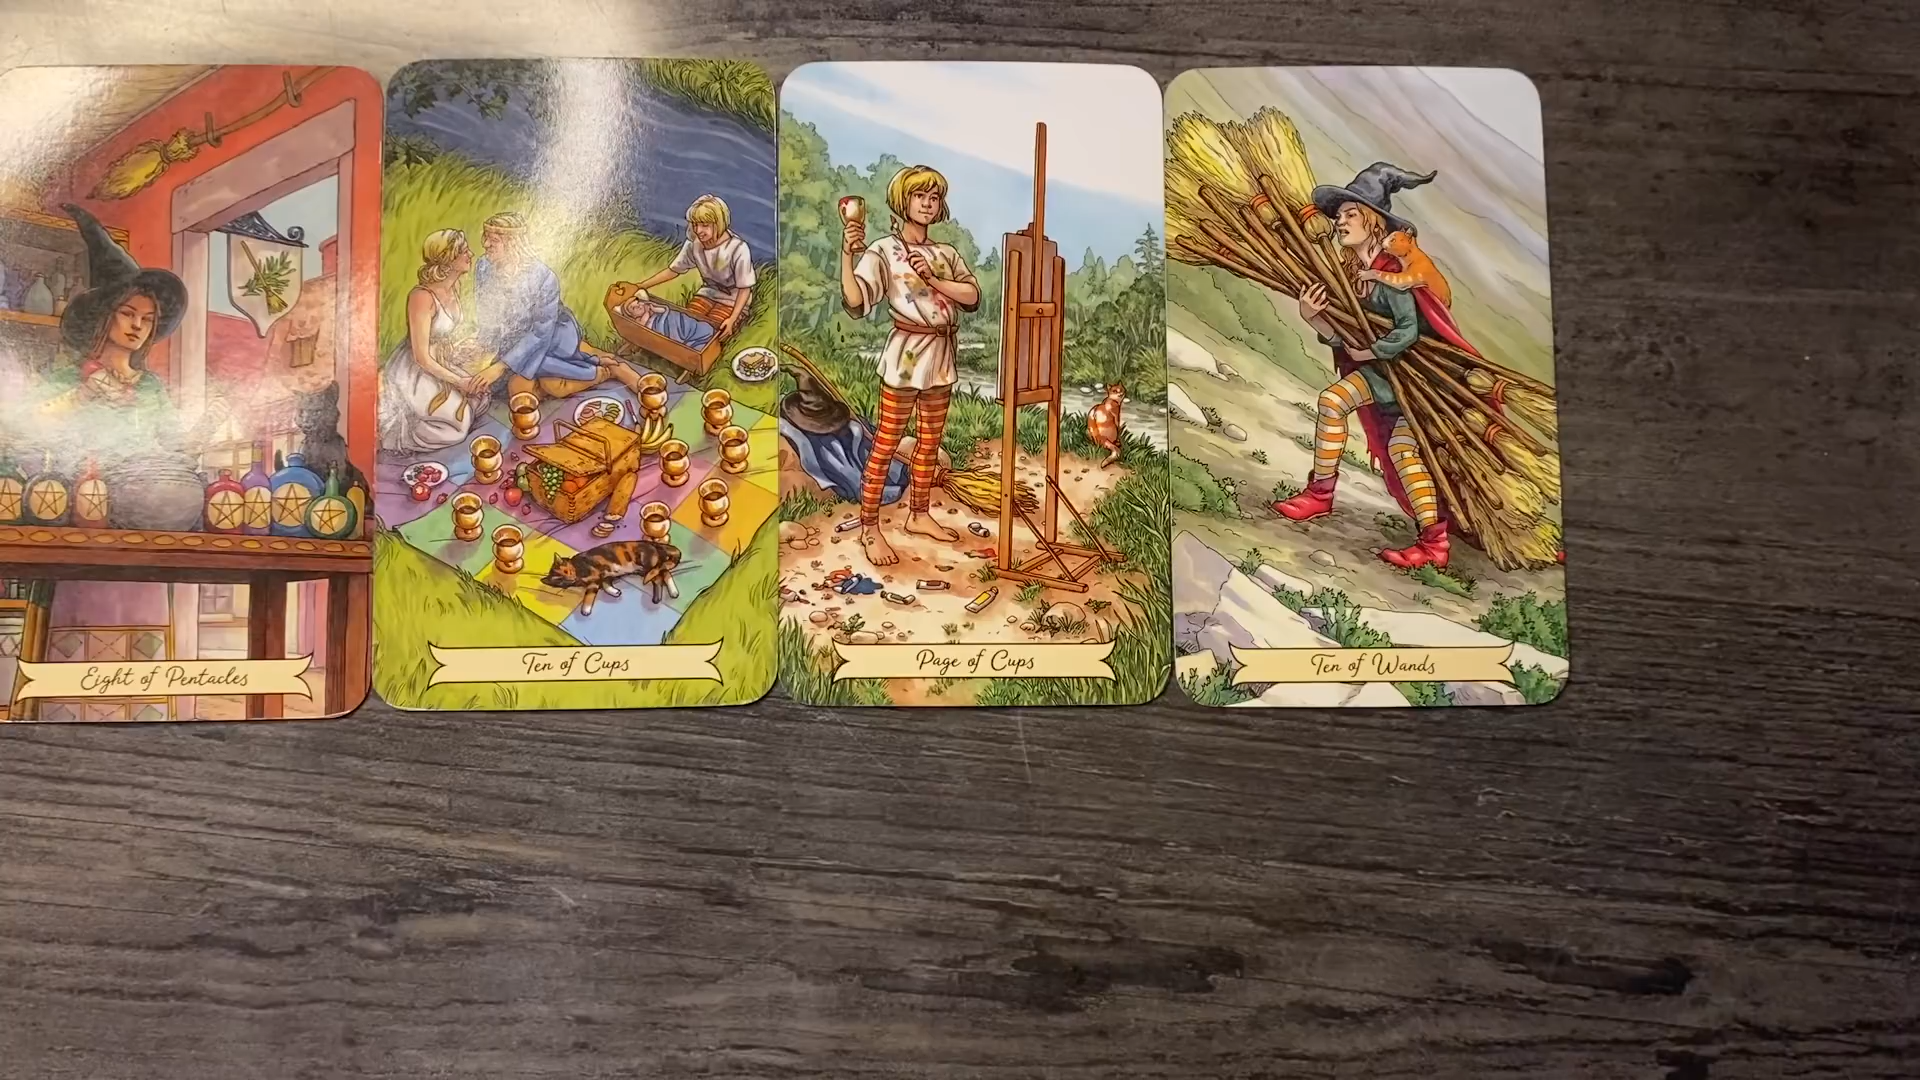 Eight of Pentacles
Ten of Cups
Page of Cups
Ten of Wands